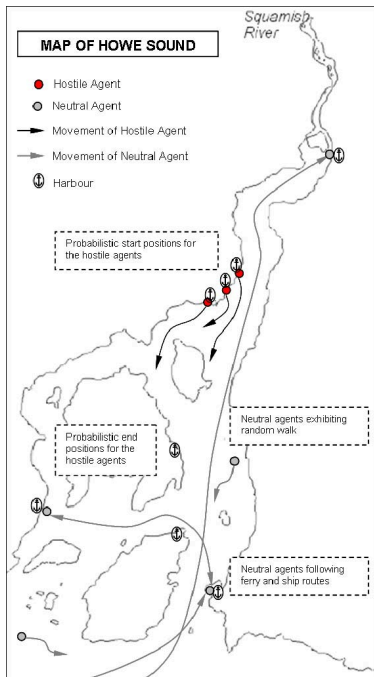 Squamish
River
MAP OF HOWE SOUND
Hostile Agent
Neutral Agent
Movement of Hostile Agent
Movement of Neutral Agent
Harbour
Probabilistic start positions for
the hostile agents
Probabilistic end
positions for the
hostile agents
Neutral agents exhibiting
random walk
Neutral agents following
ferry and ship routes